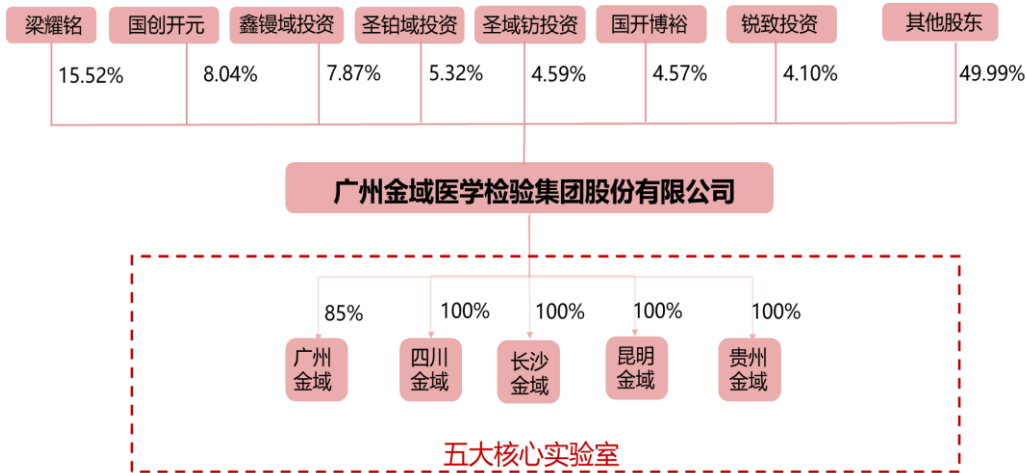 梁耀铭
国创开元
鑫镘域投资
圣铂域投资
圣域钫投资
国开博裕
锐致投资
其他股东
15.52%
8.04%
7.87%
5.32%
4.59%
4.57%
4.10%
49.99%
广州金域医学检验集团股份有限公司
85%
100%
100%
100%
100%
广州
金域
四川
金域
长沙
金域
昆明
金域
贵州
金域
五大核心实验室